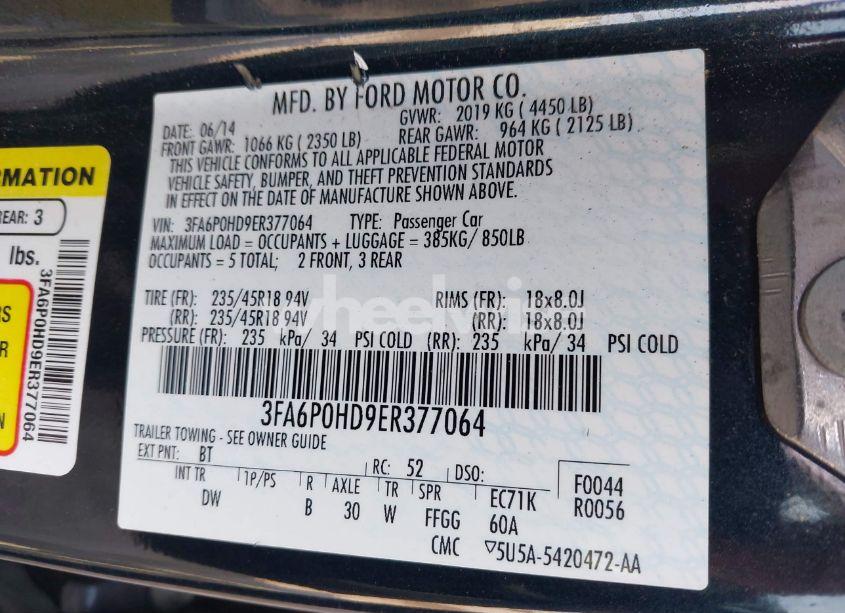 MFD. BY FORD MOTOR CO.
DATE: 06/14 GVWR: 2019 KG ( 4450 LB)
FRONT GAWR: 1066 KG ( 2350 LB) REAR GAWR: 964 KG ( 2125 LB)
THIS VEHICLE CONFORMS TO ALL APPLICABLE FEDERAL MOTOR
VEHICLE SAFETY, BUMPER, AND THEFT PREVENTION STANDARDS
IN EFFECT ON THE DATE OF MANUFACTURE SHOWN ABOVE.
VIN: 3FA6P0HD9ER377064 TYPE: Passenger Car
MAXIMUM LOAD = OCCUPANTS + LUGGAGE = 385KG/ 850LB
OCCUPANTS = 5 TOTAL; 2 FRONT, 3 REAR
TIRE (FR): 235/45R18 94V RIMS (FR): 18x8.0J
(RR): 235/45R18 94V (RR): 18x8.0J
PRESSURE (FR): 235 kPa/ 34 PSI COLD (RR): 235 kPa/ 34 PSI COLD
3FA6P0HD9ER377064
TRAILER TOWING - SEE OWNER GUIDE
EXT PNT: BT RC: 52 DSO:
INT TR TP/PS R AXLE TR SPR EC71K F0044
DW B 30 W FFGG 60A R0056
CMC ▽5U5A-5420472-AA
RMATION
REAR: 3
lbs.
RS
R
3FA6P0HD9ER377064